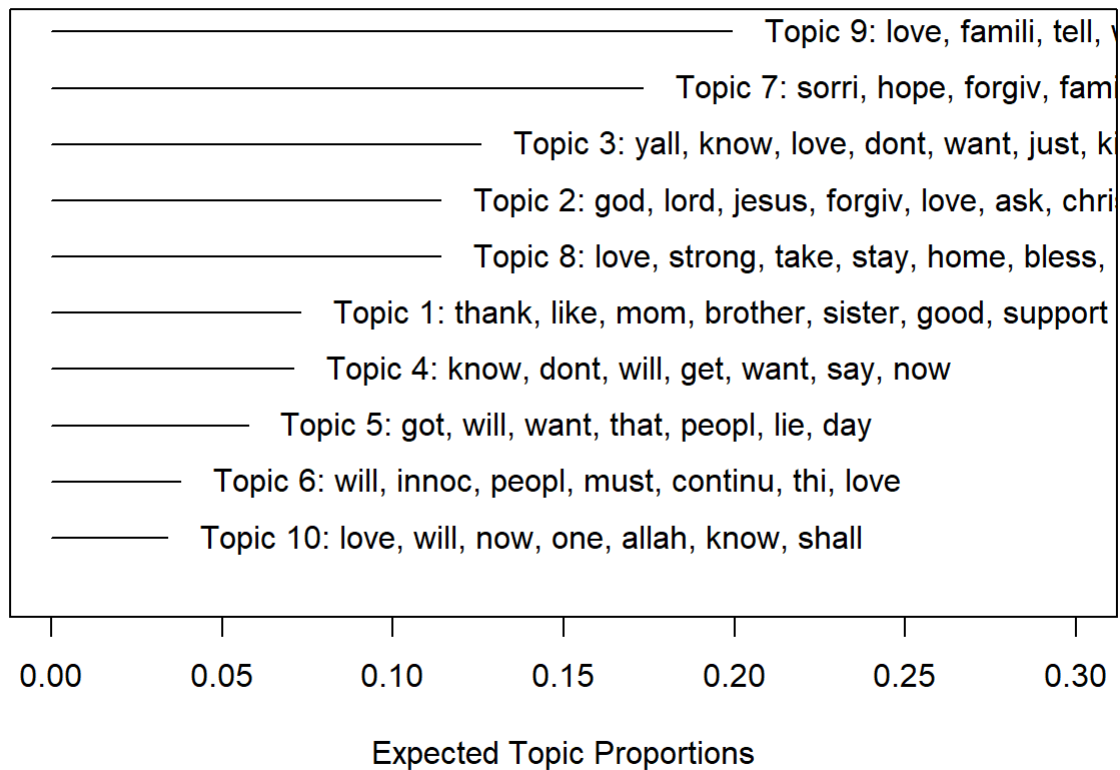 Topic 9: love, famili, tell,
Topic 7: sorri, hope, forgiv, fami
Topic 3: yall, know, love, dont, want, just, ki
Topic 2: god, lord, jesus, forgiv, love, ask, chris
Topic 8: love, strong, take, stay, home, bless,
Topic 1: thank, like, mom, brother, sister, good, support
Topic 4: know, dont, will, get, want, say, now
Topic 5: got, will, want, that, peopl, lie, day
Topic 6: will, innoc, peopl, must, continu, thi, love
Topic 10: love, will, now, one, allah, know, shall
0.00 0.05 0.10 0.15 0.20 0.25 0.30
Expected Topic Proportions